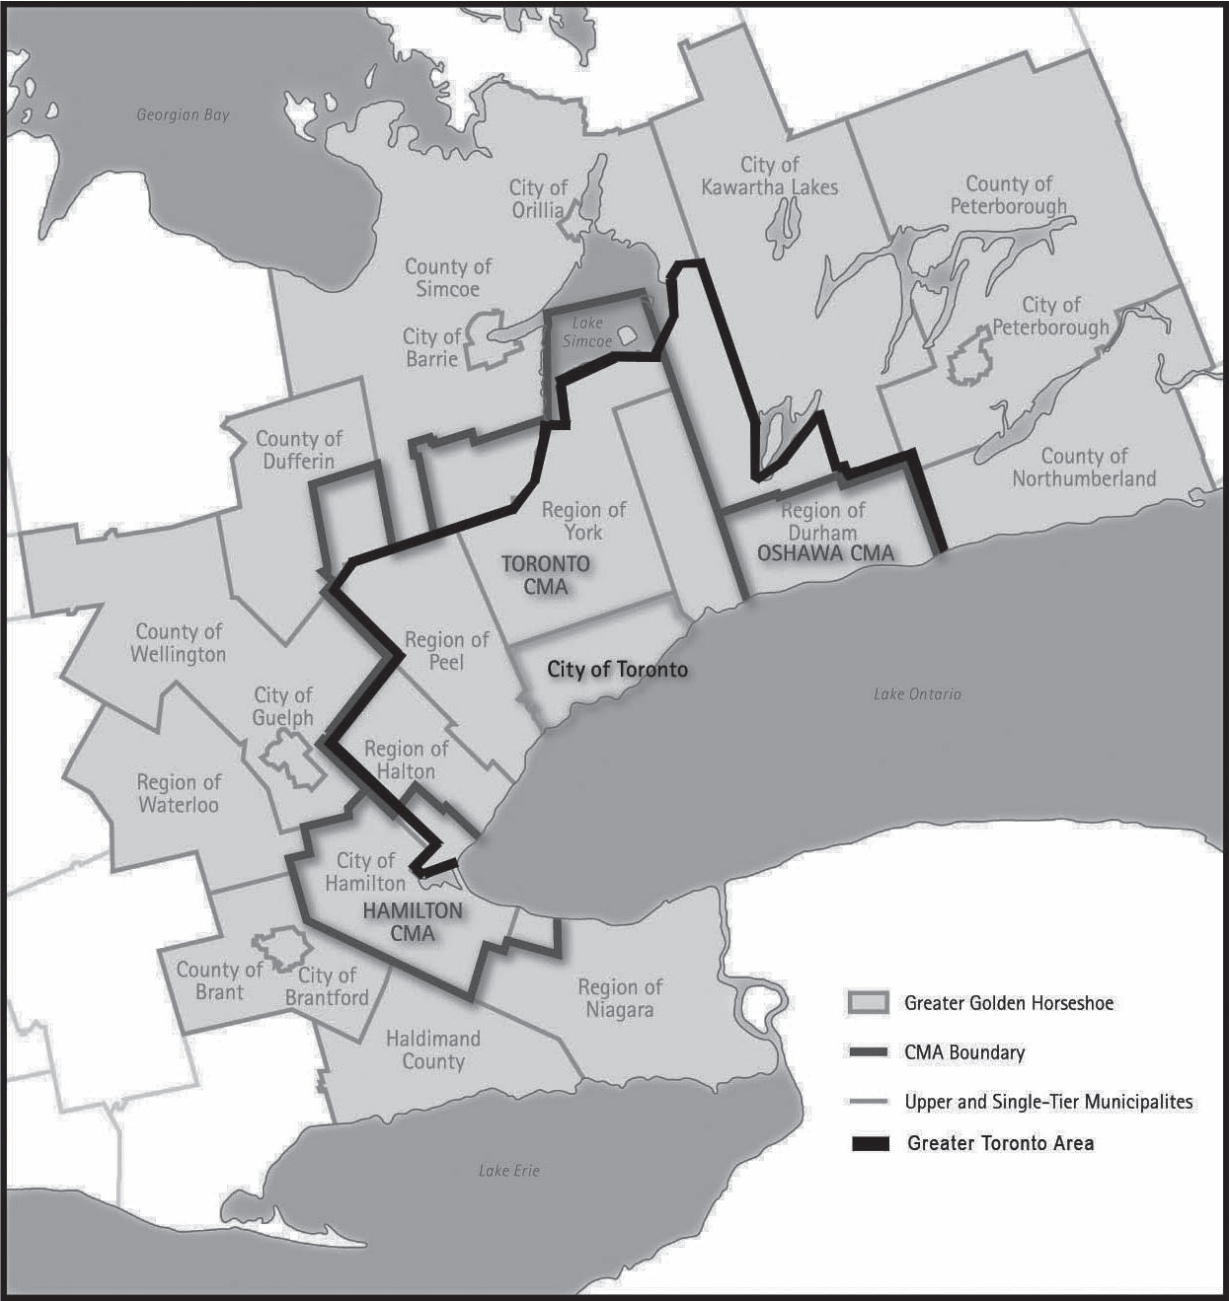 Georgian Bay
City of
Orillia
City of
Kawartha Lakes
County of
Peterborough
County of
Simcoe
City of
Barrie
Lake
Simcoe
City of
Peterborough
County of
Dufferin
County of
Northumberland
Region of
York
TORONTO
CMA
Region of
Durham
OSHAWA CMA
County of
Wellington
Region of
Peel
City of Toronto
Lake Ontario
City of
Guelph
Region of
Halton
Region of
Waterloo
City of
Hamilton
HAMILTON
CMA
County of
Brant
City of
Brantford
Region of
Niagara
Haldimand
County
Lake Erie
Greater Golden Horseshoe
CMA Boundary
Upper and Single-Tier Municipalites
Greater Toronto Area